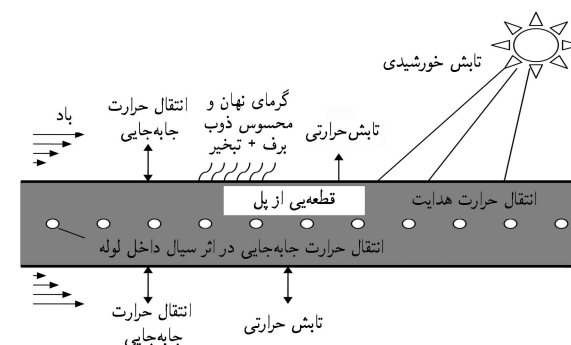 تابش خورشیدی
باد
انتقال حرارت
جابه‌جایی
گرمای نهان و
محسوس ذوب
برف + تبخیر
تابش حرارتی
قطعه‌یی از پل
انتقال حرارت هدایت
انتقال حرارت جابه‌جایی در اثر سیال داخل لوله
انتقال حرارت
جابه‌جایی
تابش حرارتی